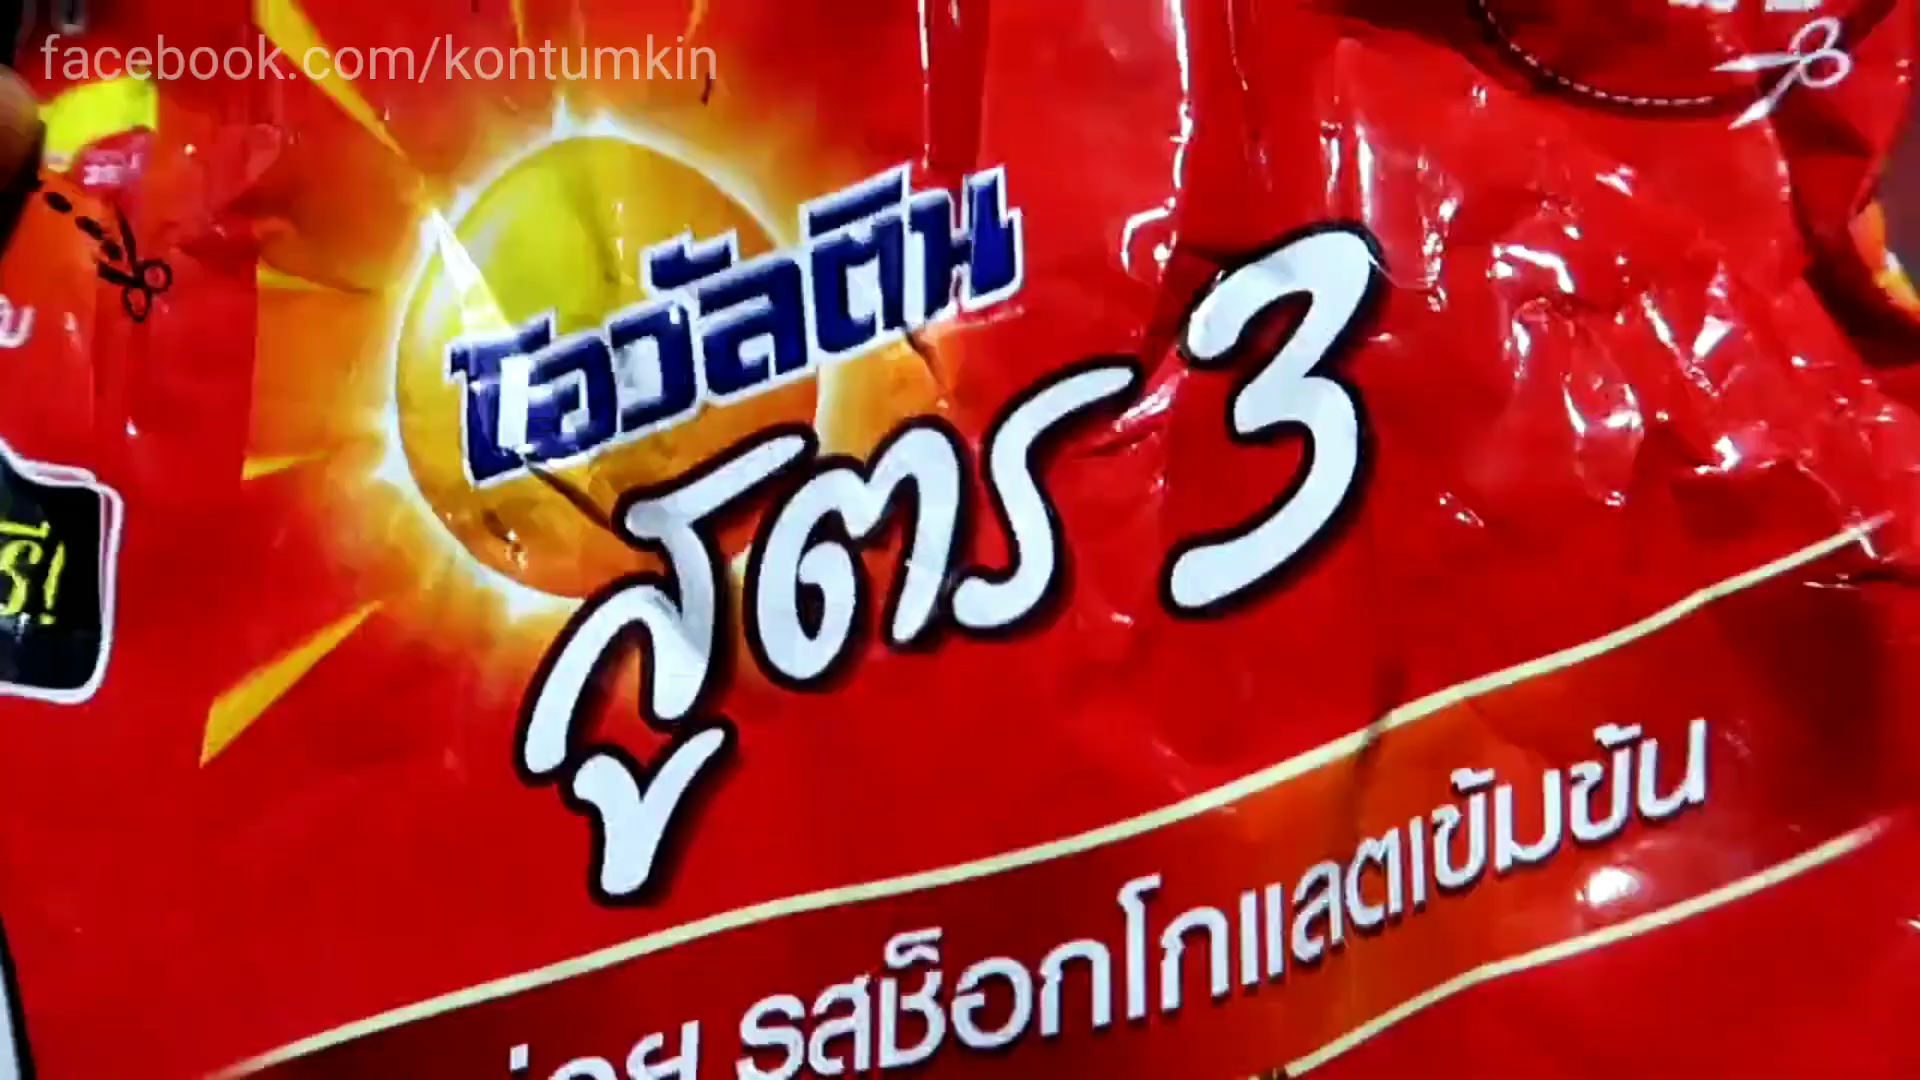 facebook.com/kontumkin
โอวัลติน
สูตร 3
รสช็อกโกแลตเข้มข้น